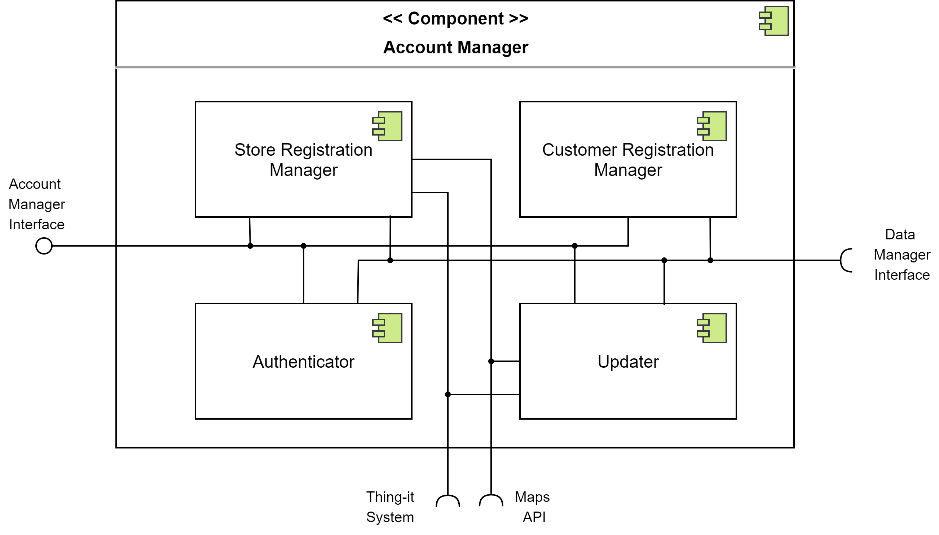 << Component >>
Account Manager
Store Registration
Manager
Customer Registration
Manager
Account
Manager
Interface
Data
Manager
Interface
Authenticator
Updater
Thing-it
System
Maps
API